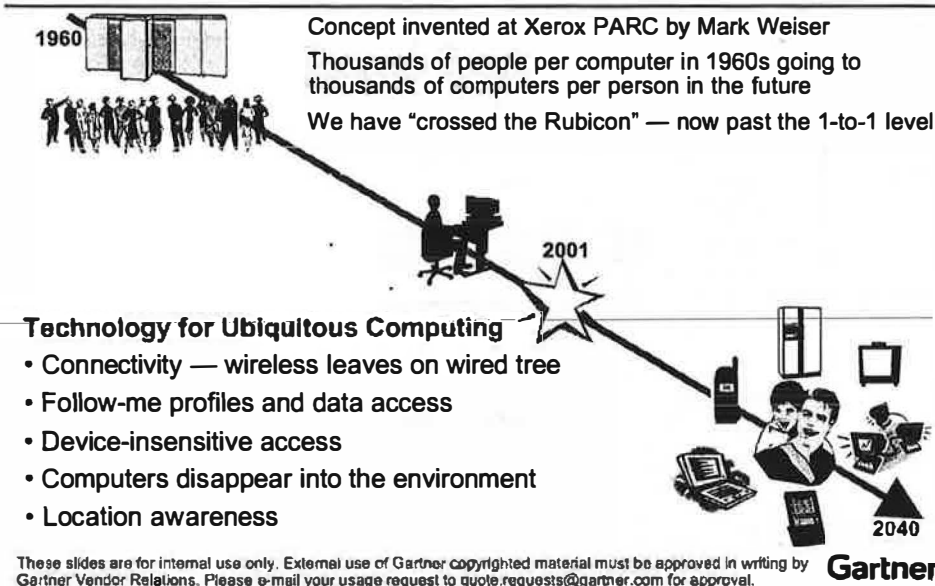 1960
Concept invented at Xerox PARC by Mark Weiser
Thousands of people per computer in 1960s going to
thousands of computers per person in the future
We have "crossed the Rubicon" — now past the 1-to-1 level
2001
Technology for Ubiquitous Computing
• Connectivity — wireless leaves on wired tree
• Follow-me profiles and data access
• Device-insensitive access
• Computers disappear into the environment
• Location awareness
2040
These slides are for internal use only. External use of Gartner copyrighted material must be approved in writing by
Gartner Vendor Relations. Please e-mail your usage request to quote.requests@gartner.com for approval.
Gartner